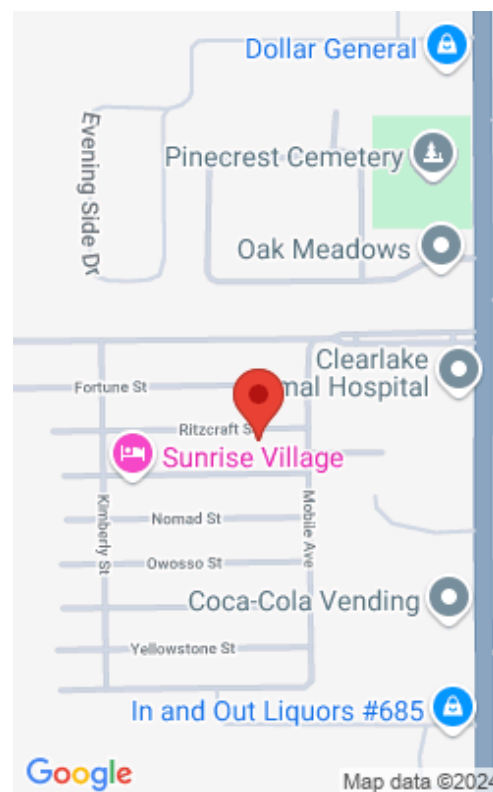 Dollar General
Evening Side Dr
Pinecrest Cemetery
Oak Meadows
Clearlake
mal Hospital
Fortune St
Ritzcraft S
Sunrise Village
Kimberly St
Mobile Ave
Nomad St
Owosso St
Coca-Cola Vending
Yellowstone St
In and Out Liquors #685
Google
Map data ©2024